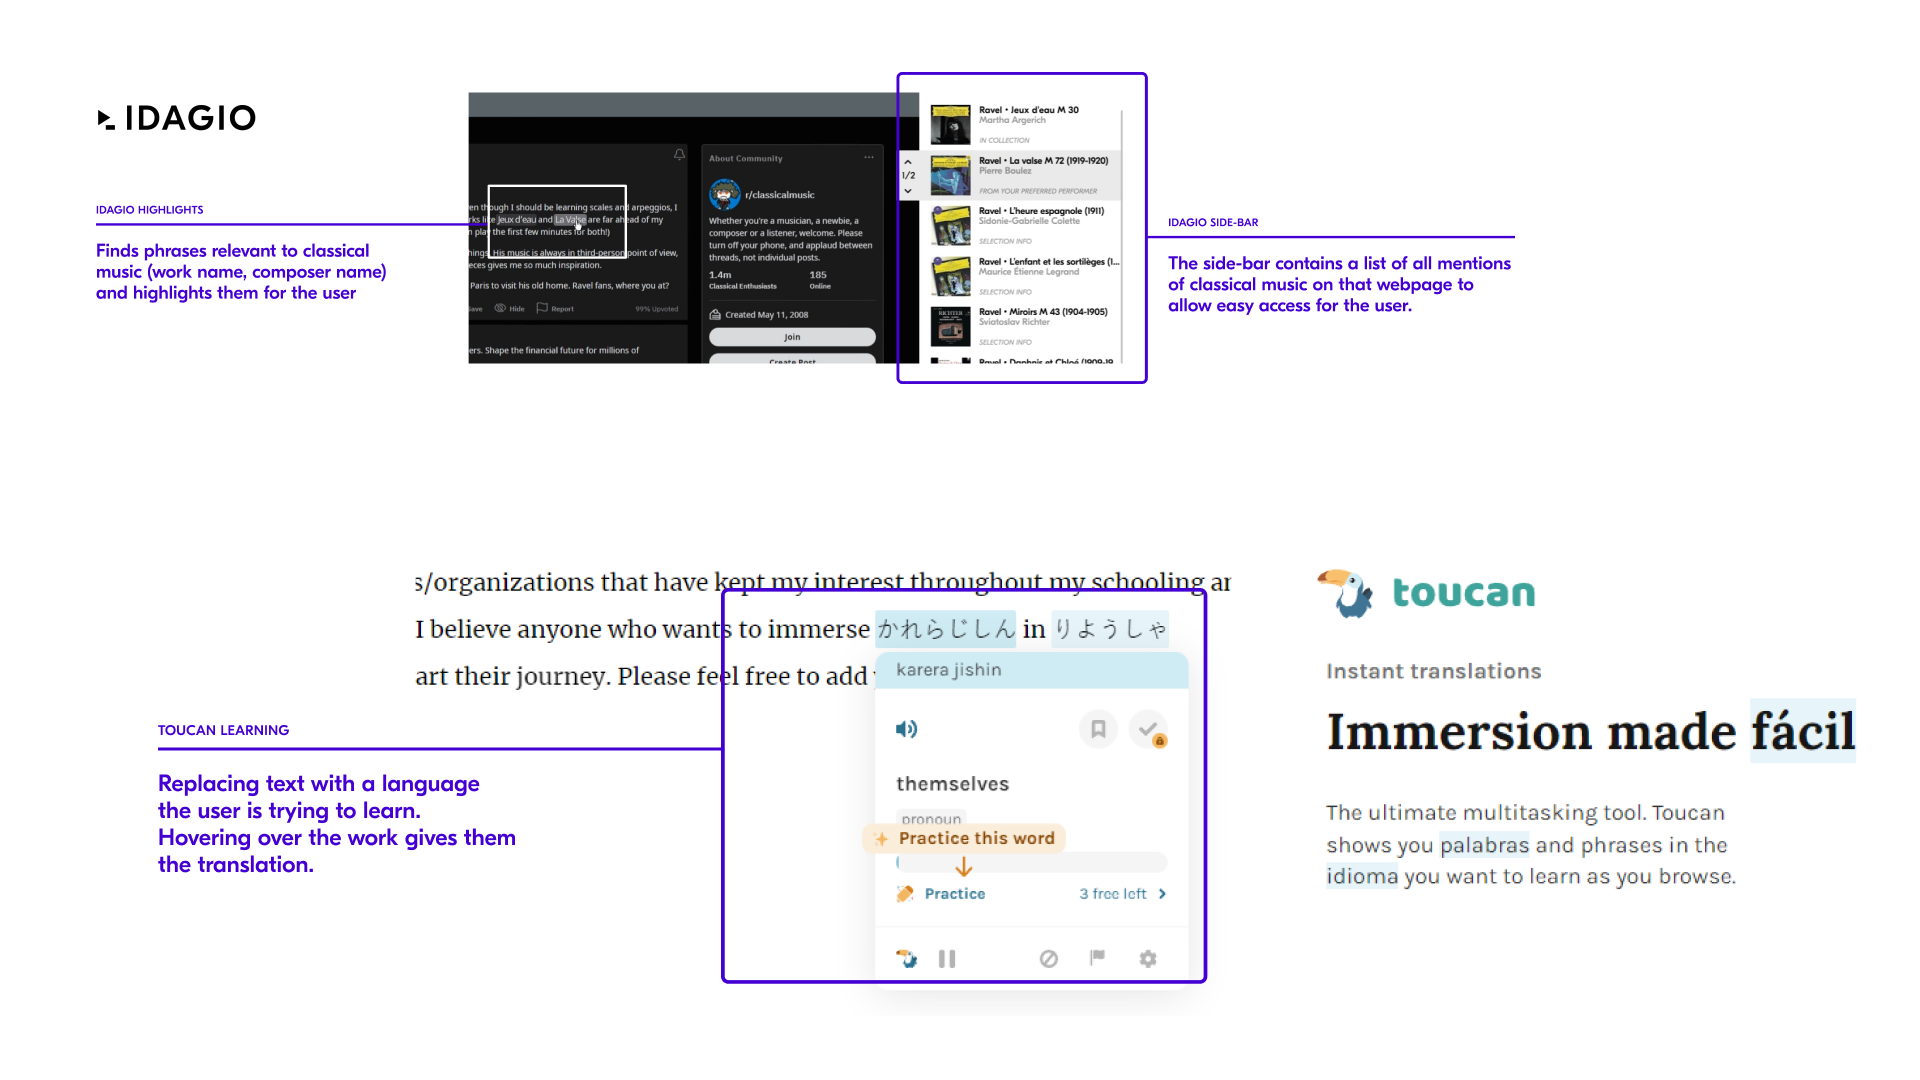 IDAGIO
IDAGIO HIGHLIGHTS
Finds phrases relevant to classical
music (work name, composer name)
and highlights them for the user
en though I should be learning scales and arpeggios, I
rks like Jeux d'eau and La Valse are far ahead of my
n play the first few minutes for both!)
hings. His music is always in third-person point of view,
eces gives me so much inspiration.
Paris to visit his old home. Ravel fans, where you at?
Save Hide Report 99% Upvoted
ers. Shape the financial future for millions of
About Community
r/classicalmusic
Whether you're a musician, a newbie, a
composer or a listener, welcome. Please
turn off your phone, and applaud between
threads, not individual posts.
1.4m 185
Classical Enthusiasts Online
Created May 11, 2008
Join
Create Post
1/2
Ravel • Jeux d'eau M 30
Martha Argerich
IN COLLECTION
Ravel • La valse M 72 (1919-1920)
Pierre Boulez
FROM YOUR PREFERRED PERFORMER
Ravel • L'heure espagnole (1911)
Sidonie-Gabrielle Colette
SELECTION INFO
Ravel • L'enfant et les sortilèges (1...
Maurice Étienne Legrand
SELECTION INFO
Ravel • Miroirs M 43 (1904-1905)
Sviatoslav Richter
SELECTION INFO
Ravel • Daphnis et Chloé (1909-19
RICHTER
IDAGIO SIDE-BAR
The side-bar contains a list of all mentions
of classical music on that webpage to
allow easy access for the user.
s/organizations that have kept my interest throughout my schooling ar
I believe anyone who wants to immerse かれらじしん in りようしゃ
art their journey. Please feel free to add
karera jishin
themselves
pronoun
Practice this word
Practice 3 free left
TOUCAN LEARNING
Replacing text with a language
the user is trying to learn.
Hovering over the work gives them
the translation.
toucan
Instant translations
Immersion made fácil
The ultimate multitasking tool. Toucan
shows you palabras and phrases in the
idioma you want to learn as you browse.